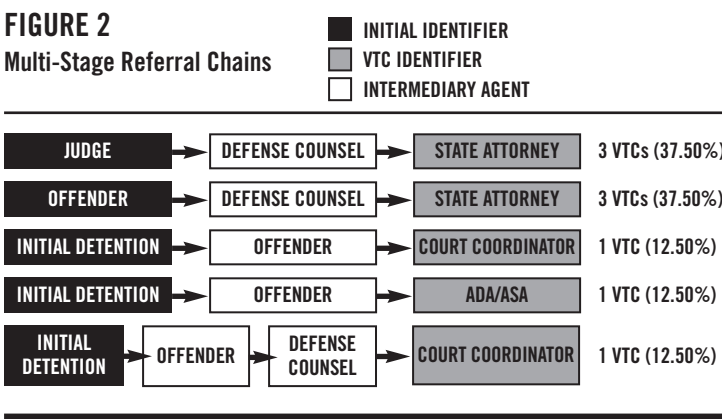 FIGURE 2
Multi-Stage Referral Chains
INITIAL IDENTIFIER
VTC IDENTIFIER
INTERMEDIARY AGENT
JUDGE DEFENSE COUNSEL STATE ATTORNEY 3 VTCs (37.50%)
OFFENDER DEFENSE COUNSEL STATE ATTORNEY 3 VTCs (37.50%)
INITIAL DETENTION OFFENDER COURT COORDINATOR 1 VTC (12.50%)
INITIAL DETENTION OFFENDER ADA/ASA 1 VTC (12.50%)
INITIAL
DETENTION
OFFENDER
DEFENSE
COUNSEL
COURT COORDINATOR
1 VTC (12.50%)